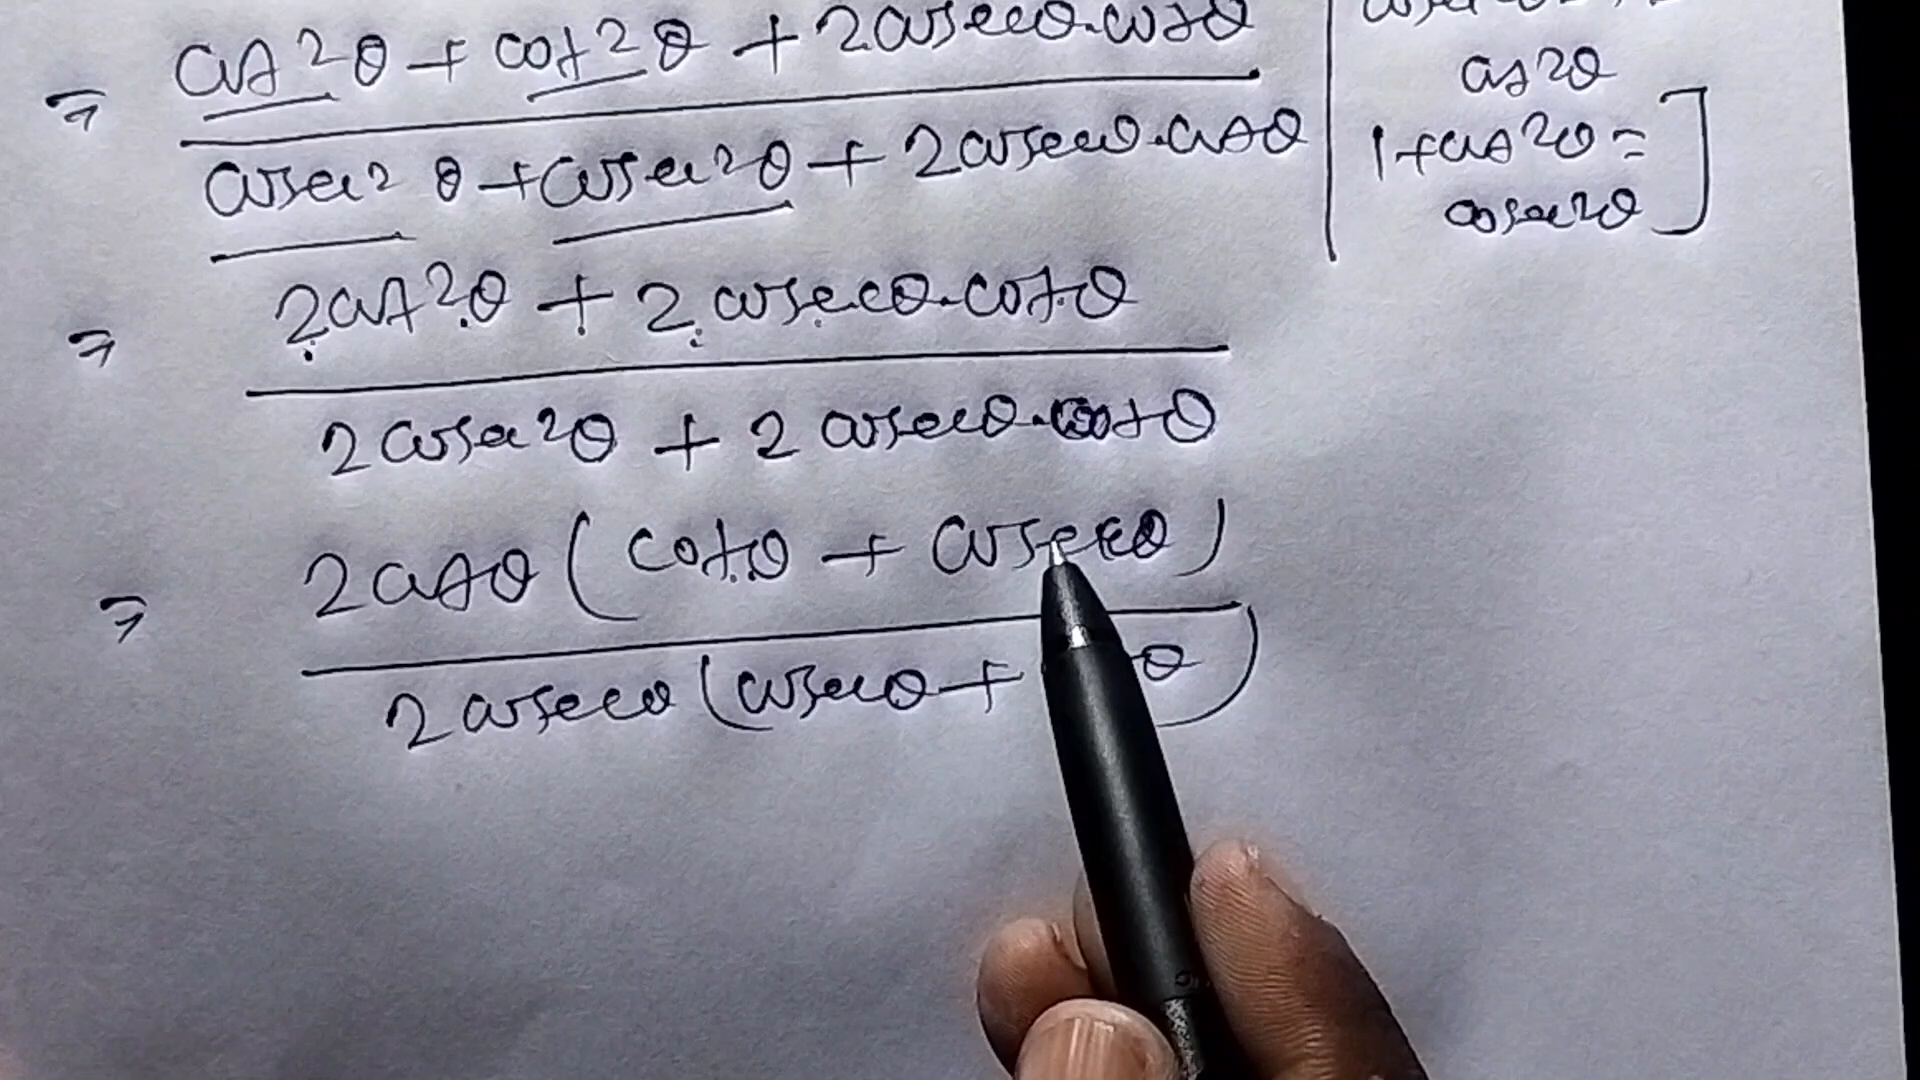 ⇒ cot²θ + cot²θ + 2cosecθ.cotθ
cosec²θ + cosec²θ + 2cosecθ.cotθ
⇒ 2cot²θ + 2cosecθ.cotθ
2cosec²θ + 2cosecθ.cotθ
⇒ 2cotθ(cotθ + cosecθ)
2cosecθ(cosecθ + θ)
cot²θ
1+cot²θ =
cosec²θ ]